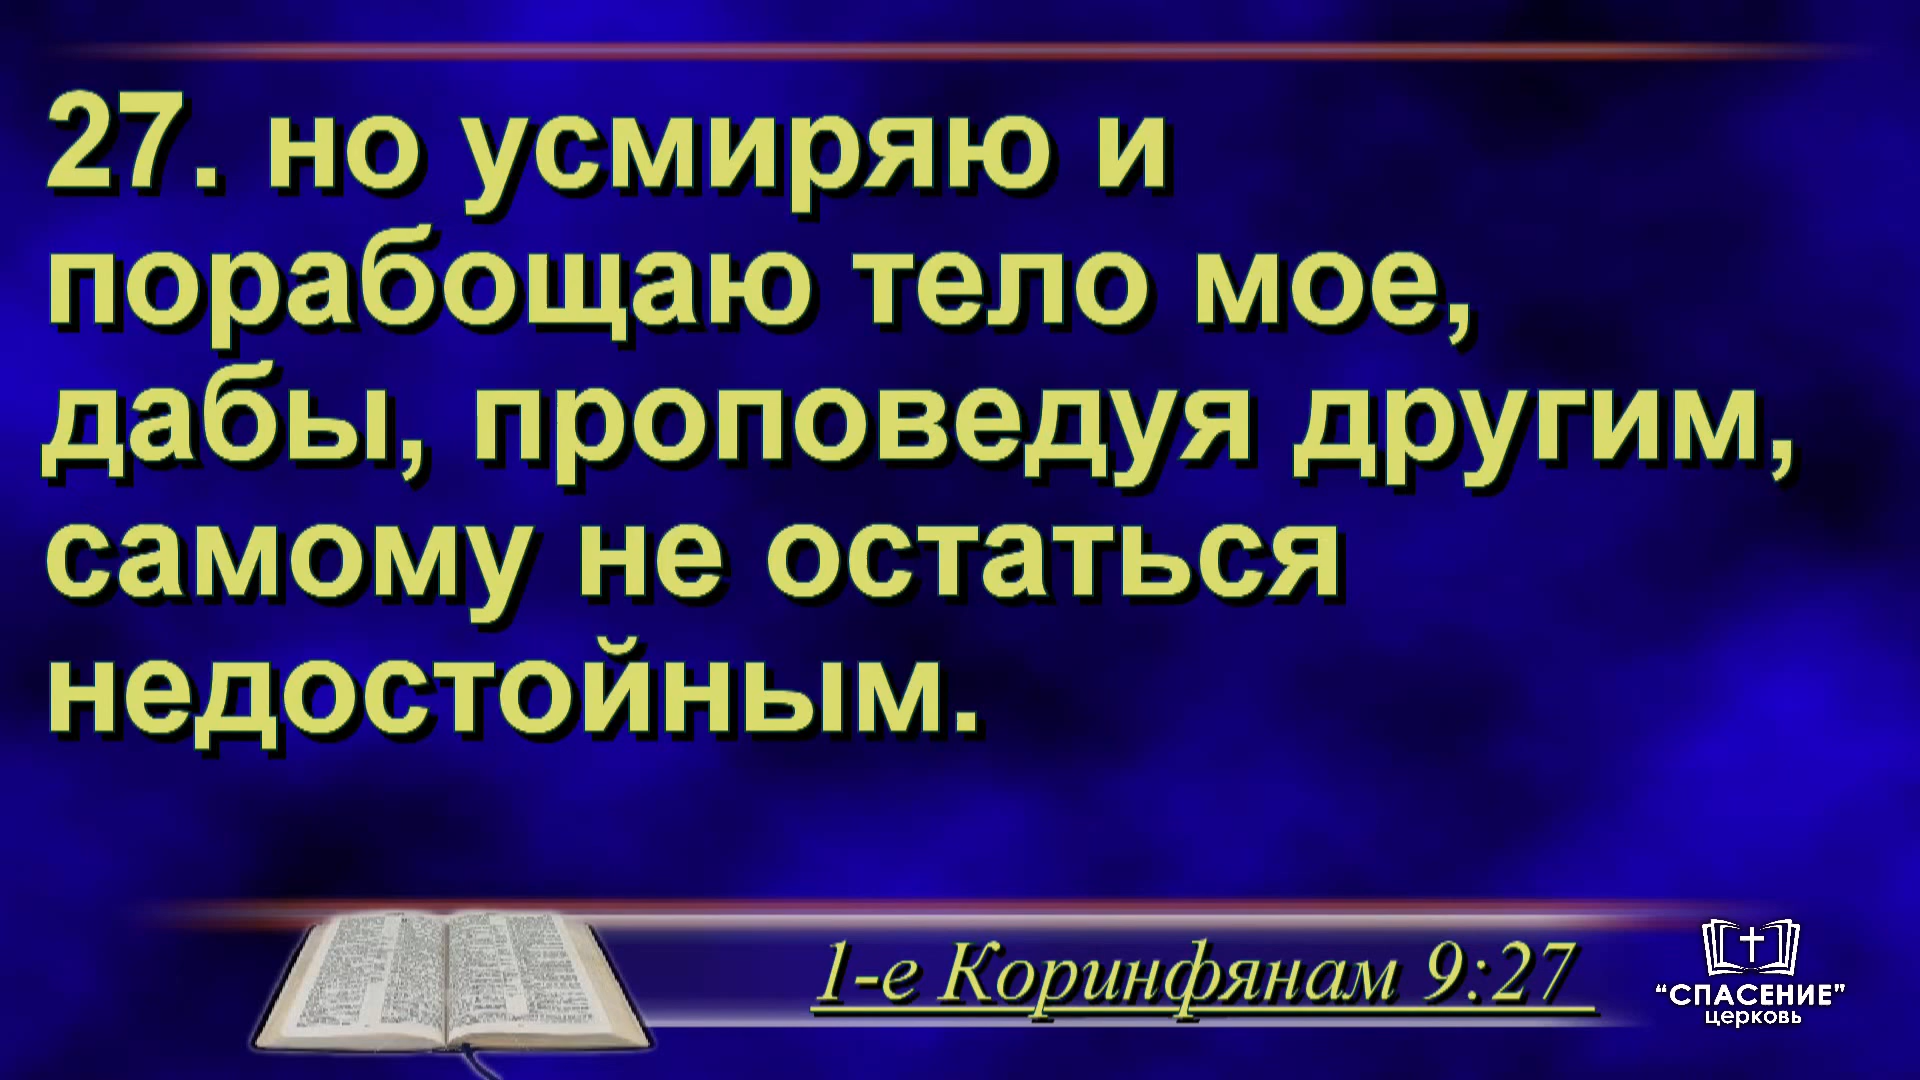 27. но усмиряю и
порабощаю тело мое,
дабы, проповедуя другим,
самому не остаться
недостойным.
1-е Коринфянам 9:27
“СПАСЕНИЕ”
церковь